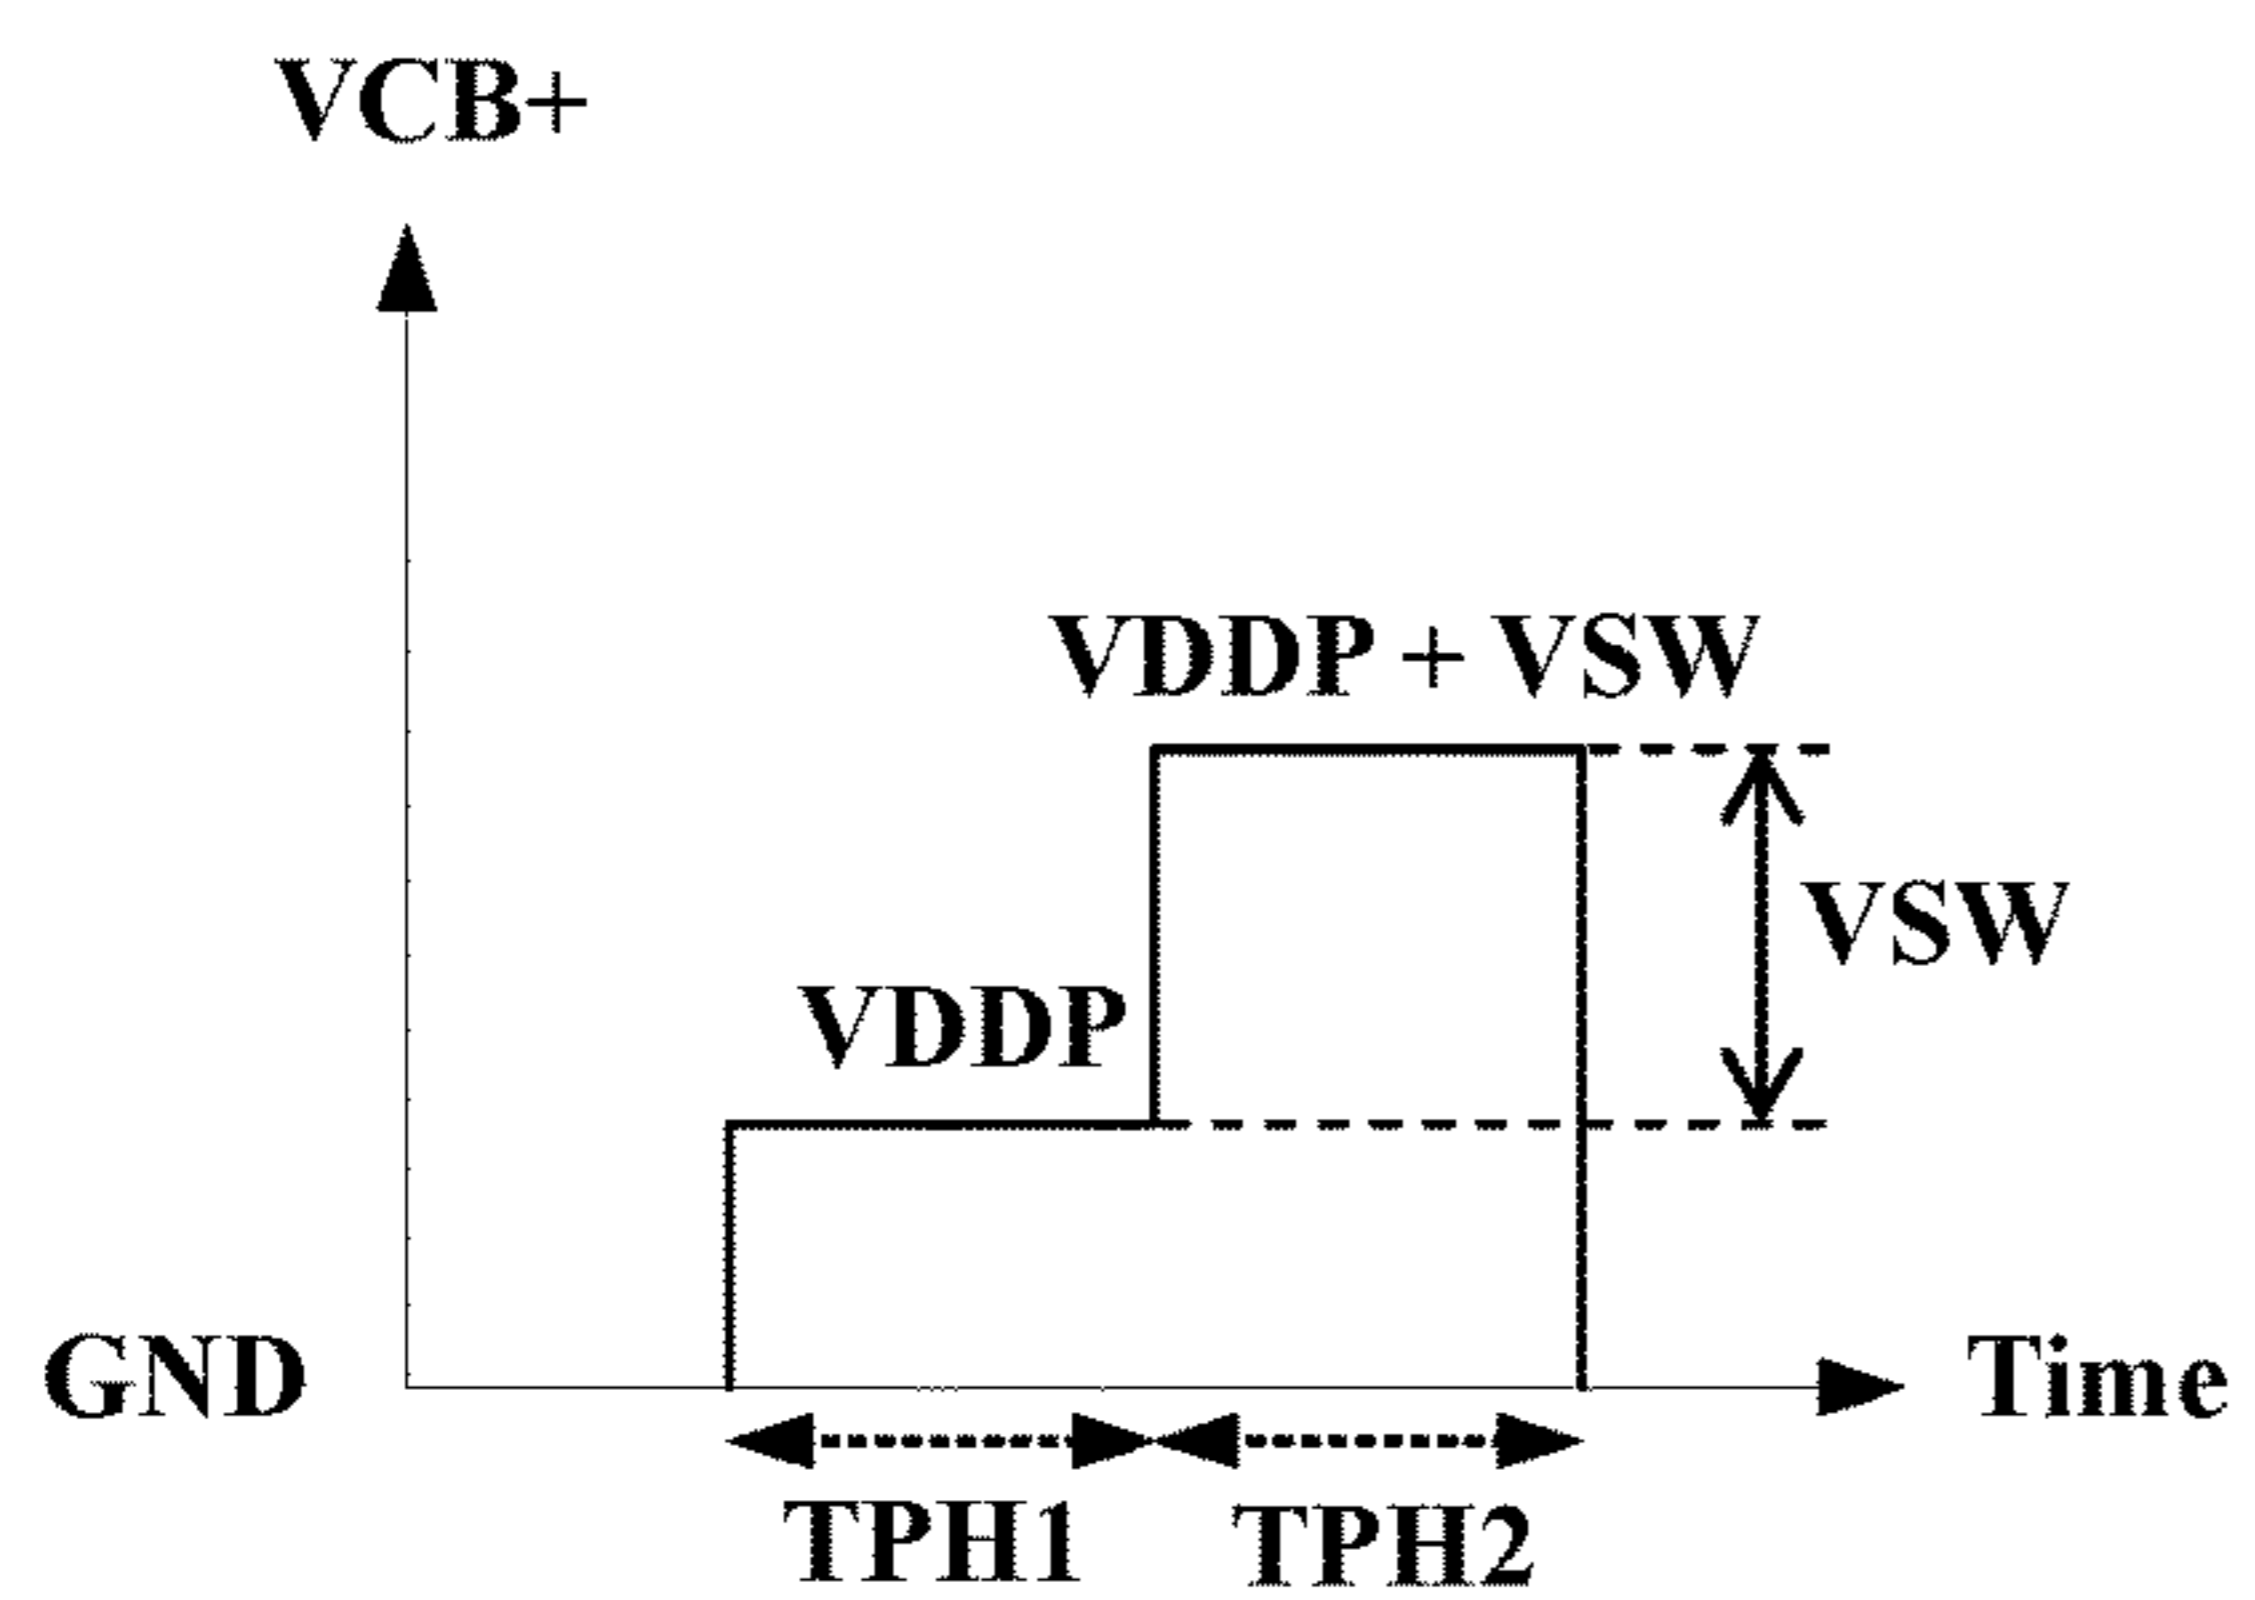 VCB+
VDDP + VSW
VSW
VDDP
GND
Time
TPH1
TPH2